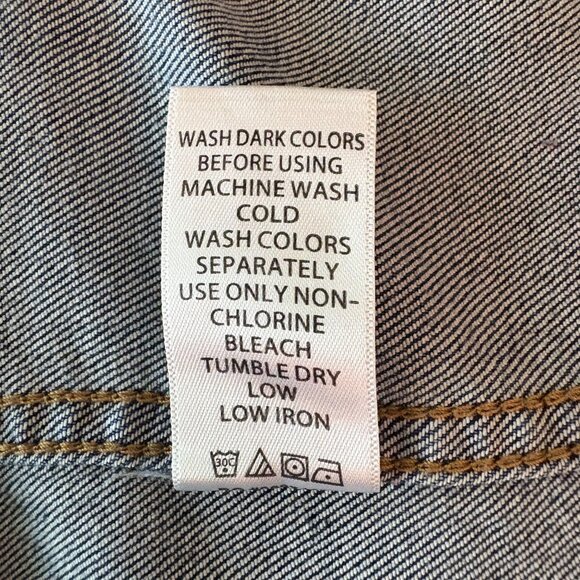 WASH DARK COLORS
BEFORE USING
MACHINE WASH
COLD
WASH COLORS
SEPARATELY
USE ONLY NON-
CHLORINE
BLEACH
TUMBLE DRY
LOW
LOW IRON
30C